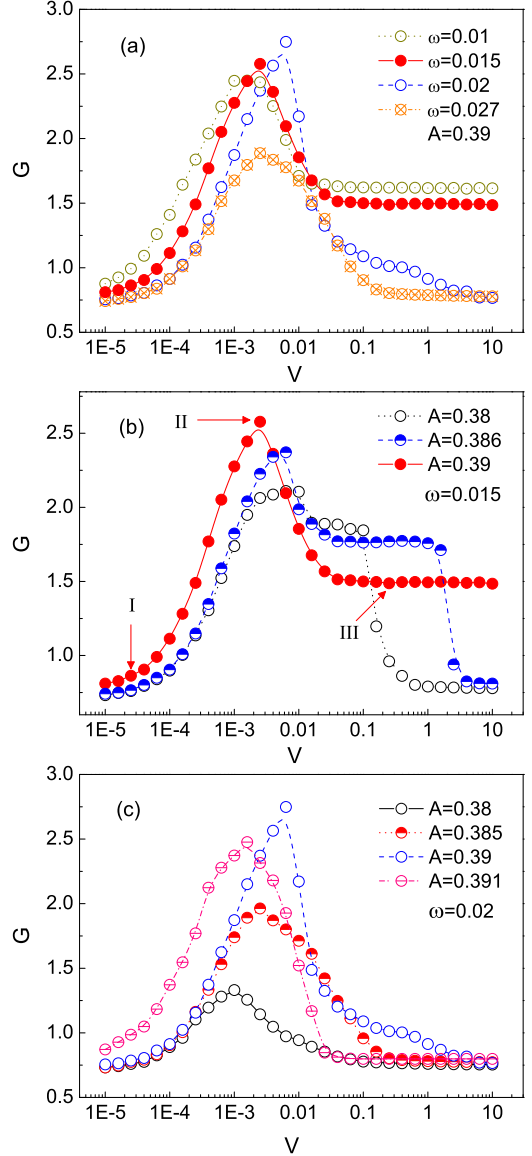 (a)
ω=0.01
ω=0.015
ω=0.02
ω=0.027
A=0.39
G
3.0
2.5
2.0
1.5
1.0
0.5
1E-5 1E-4 1E-3 0.01 0.1 1 10
V
(b)
II
A=0.38
A=0.386
A=0.39
ω=0.015
G
2.5
2.0
1.5
1.0
I
III
1E-5 1E-4 1E-3 0.01 0.1 1 10
V
(c)
A=0.38
A=0.385
A=0.39
A=0.391
ω=0.02
G
3.0
2.5
2.0
1.5
1.0
0.5
1E-5 1E-4 1E-3 0.01 0.1 1 10
V